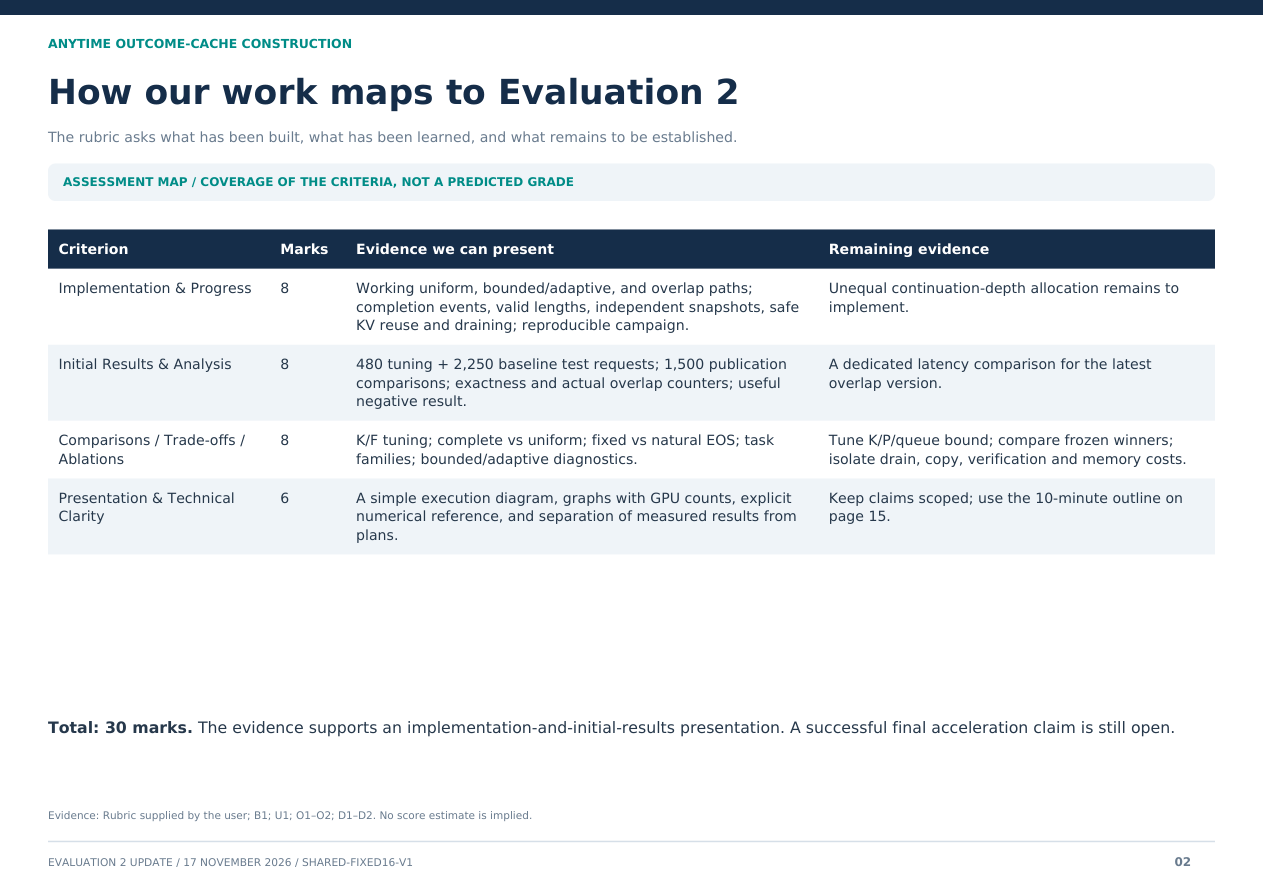 ANYTIME OUTCOME-CACHE CONSTRUCTION
How our work maps to Evaluation 2
The rubric asks what has been built, what has been learned, and what remains to be established.
ASSESSMENT MAP / COVERAGE OF THE CRITERIA, NOT A PREDICTED GRADE
Criterion Marks Evidence we can present Remaining evidence
Implementation & Progress 8 Working uniform, bounded/adaptive, and overlap paths; Unequal continuation-depth allocation remains to
completion events, valid lengths, independent snapshots, safe implement.
KV reuse and draining; reproducible campaign.
Initial Results & Analysis 8 480 tuning + 2,250 baseline test requests; 1,500 publication A dedicated latency comparison for the latest
comparisons; exactness and actual overlap counters; useful overlap version.
negative result.
Comparisons / Trade-offs / 8 K/F tuning; complete vs uniform; fixed vs natural EOS; task Tune K/P/queue bound; compare frozen winners;
Ablations families; bounded/adaptive diagnostics. isolate drain, copy, verification and memory costs.
Presentation & Technical 6 A simple execution diagram, graphs with GPU counts, explicit Keep claims scoped; use the 10-minute outline on
Clarity numerical reference, and separation of measured results from page 15.
plans.
Total: 30 marks. The evidence supports an implementation-and-initial-results presentation. A successful final acceleration claim is still open.
Evidence: Rubric supplied by the user; B1; U1; O1–O2; D1–D2. No score estimate is implied.
EVALUATION 2 UPDATE / 17 NOVEMBER 2026 / SHARED-FIXED16-V1 02